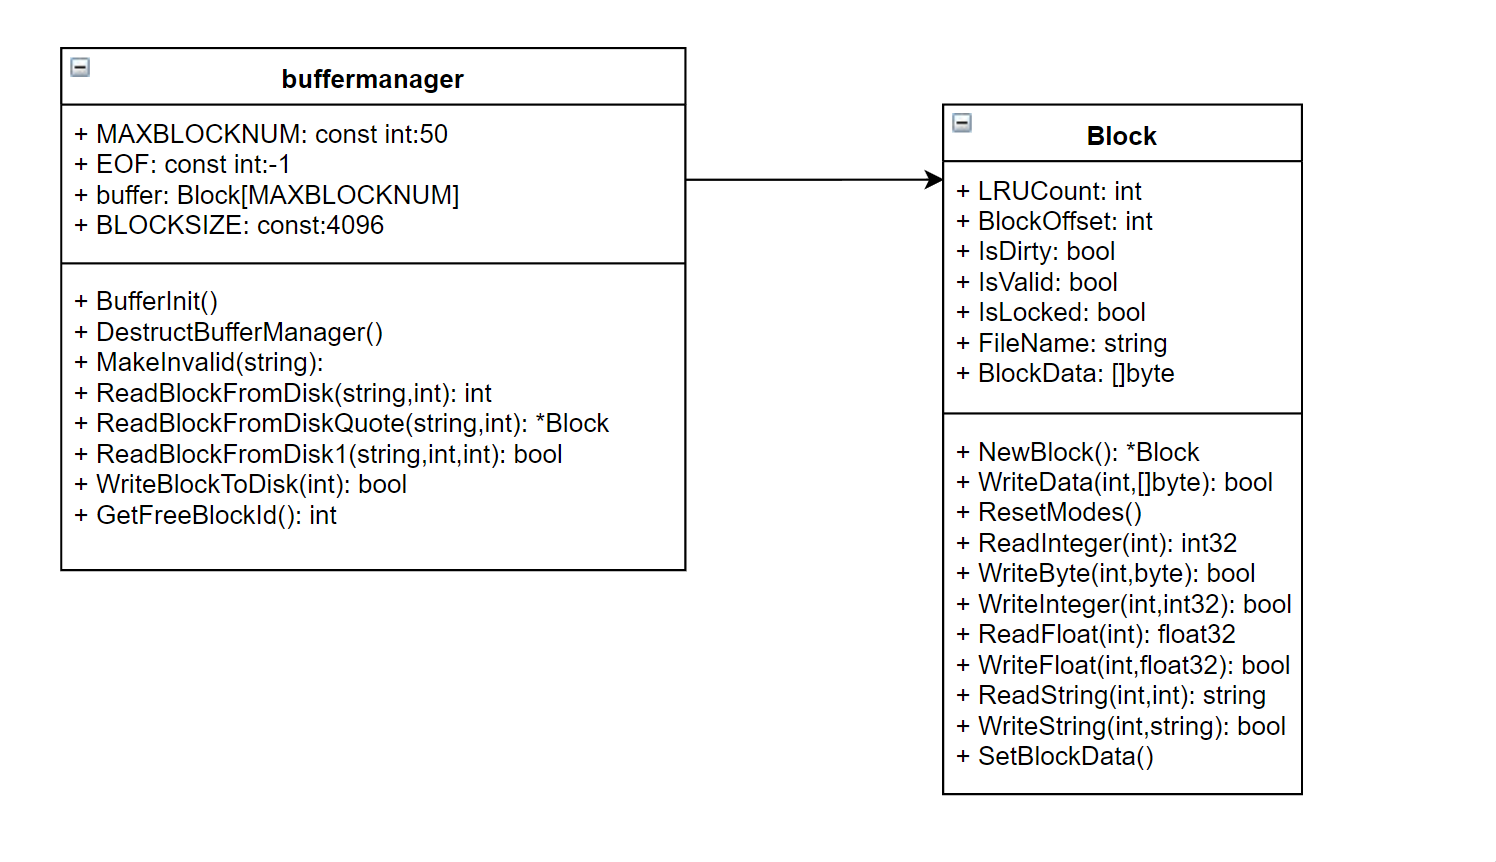 buffermanager
+ MAXBLOCKNUM: const int:50
+ EOF: const int:-1
+ buffer: Block[MAXBLOCKNUM]
+ BLOCKSIZE: const:4096
+ BufferInit()
+ DestructBufferManager()
+ MakeInvalid(string):
+ ReadBlockFromDisk(string,int): int
+ ReadBlockFromDiskQuote(string,int): *Block
+ ReadBlockFromDisk1(string,int,int): bool
+ WriteBlockToDisk(int): bool
+ GetFreeBlockId(): int
Block
+ LRUCount: int
+ BlockOffset: int
+ IsDirty: bool
+ IsValid: bool
+ IsLocked: bool
+ FileName: string
+ BlockData: []byte
+ NewBlock(): *Block
+ WriteData(int,[]byte): bool
+ ResetModes()
+ ReadInteger(int): int32
+ WriteByte(int,byte): bool
+ WriteInteger(int,int32): bool
+ ReadFloat(int): float32
+ WriteFloat(int,float32): bool
+ ReadString(int,int): string
+ WriteString(int,string): bool
+ SetBlockData()